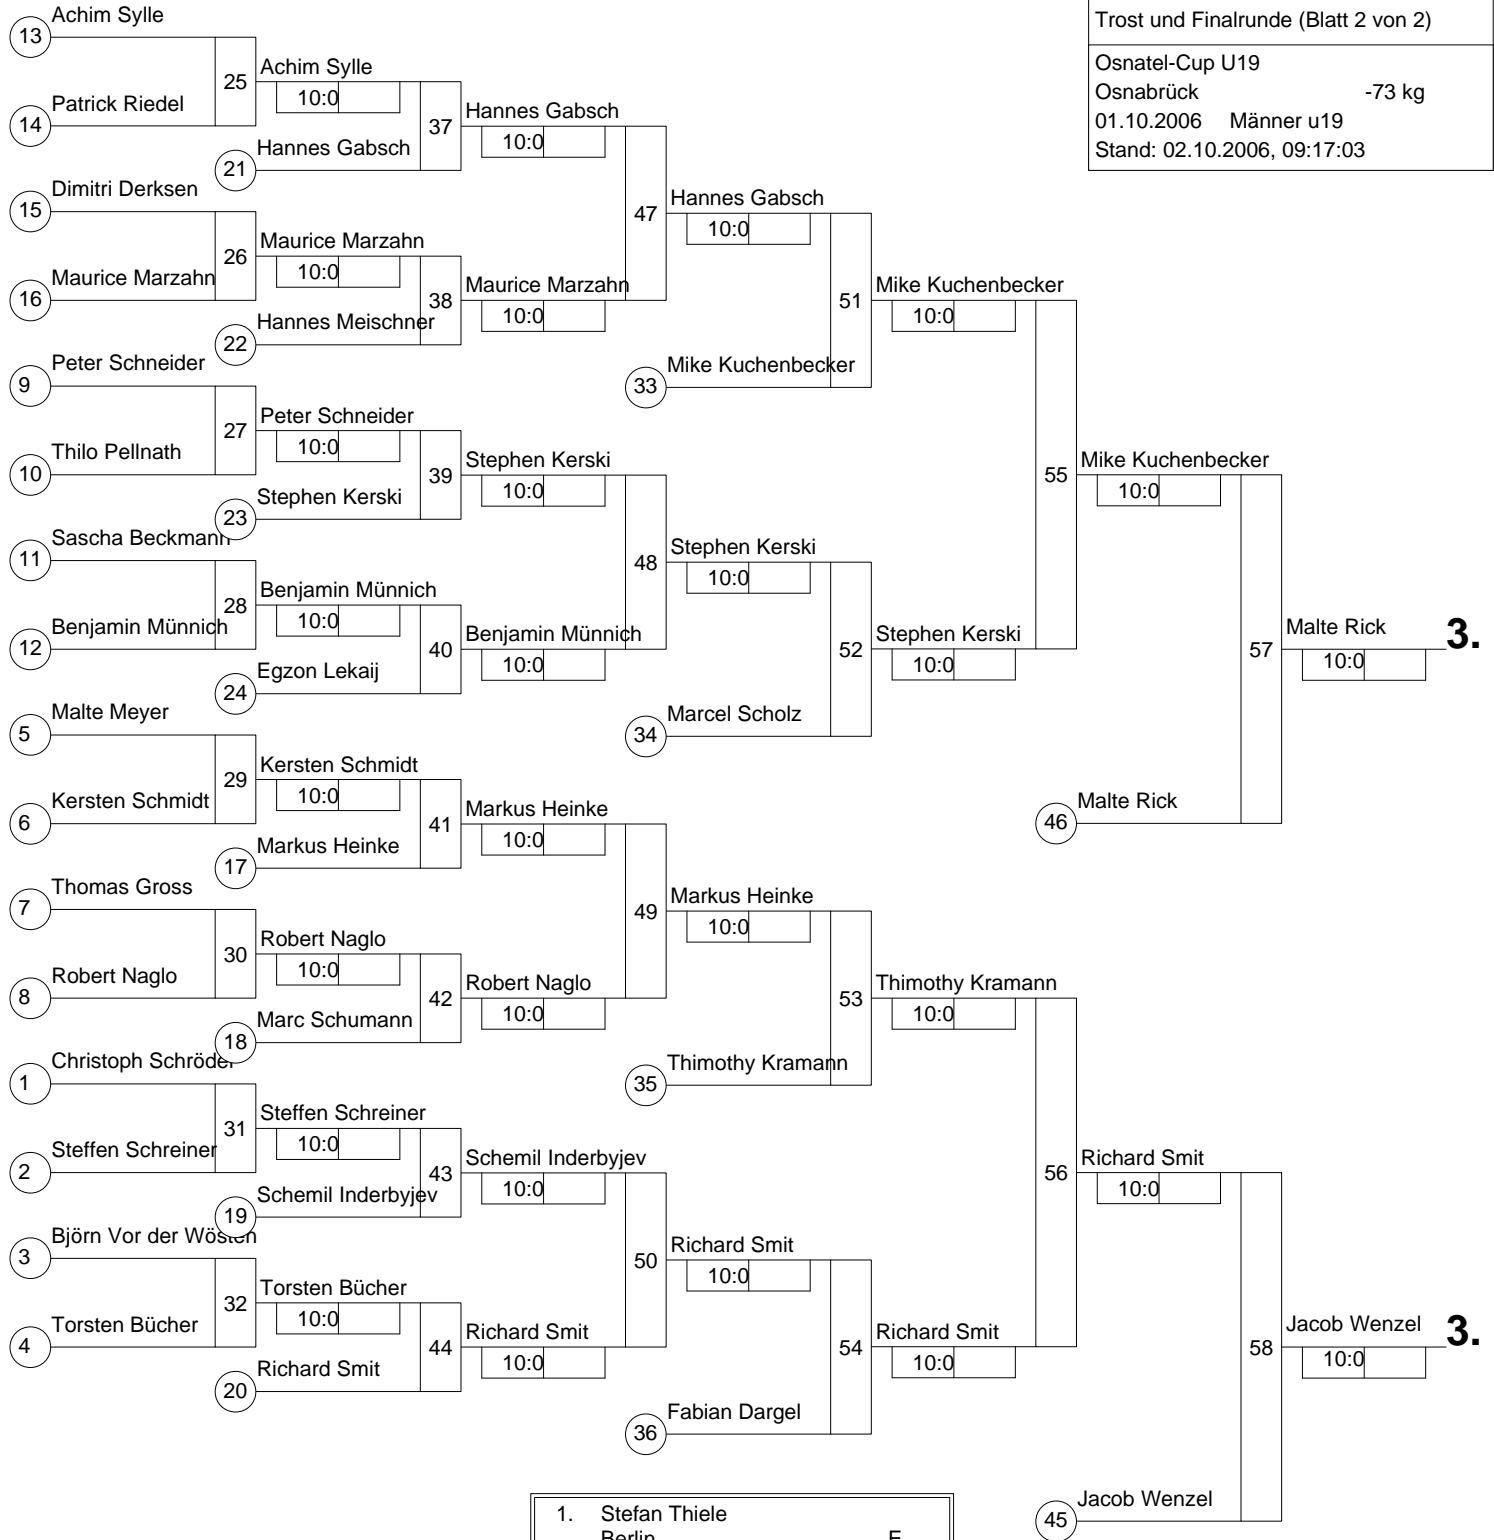 Trost und Finalrunde (Blatt 2 von 2)
Osnatel-Cup U19
Osnabrück -73 kg
01.10.2006 Männer u19
Stand: 02.10.2006, 09:17:03
13 Achim Sylle
14 Patrick Riedel
25 Achim Sylle
10:0
21 Hannes Gabsch
37 Hannes Gabsch
10:0
15 Dimitri Derksen
16 Maurice Marzahn
26 Maurice Marzahn
10:0
22 Hannes Meischner
38 Maurice Marzahn
10:0
47 Hannes Gabsch
10:0
33 Mike Kuchenbecker
51 Mike Kuchenbecker
10:0
9 Peter Schneider
10 Thilo Pellnath
27 Peter Schneider
10:0
23 Stephen Kerski
39 Stephen Kerski
10:0
11 Sascha Beckmann
12 Benjamin Münnich
28 Benjamin Münnich
10:0
24 Egzon Lekaij
40 Benjamin Münnich
10:0
48 Stephen Kerski
10:0
34 Marcel Scholz
52 Stephen Kerski
10:0
55 Mike Kuchenbecker
10:0
46 Malte Rick
57 Malte Rick 3.
10:0
5 Malte Meyer
6 Kersten Schmidt
29 Kersten Schmidt
10:0
17 Markus Heinke
41 Markus Heinke
10:0
7 Thomas Gross
8 Robert Naglo
30 Robert Naglo
10:0
18 Marc Schumann
42 Robert Naglo
10:0
49 Markus Heinke
10:0
35 Thimothy Kramann
53 Thimothy Kramann
10:0
1 Christoph Schröder
2 Steffen Schreiner
31 Steffen Schreiner
10:0
19 Schemil Inderbyjev
43 Schemil Inderbyjev
10:0
3 Björn Vor der Wösten
4 Torsten Bücher
32 Torsten Bücher
10:0
20 Richard Smit
44 Richard Smit
10:0
50 Richard Smit
10:0
36 Fabian Dargel
54 Richard Smit
10:0
56 Richard Smit
10:0
45 Jacob Wenzel
58 Jacob Wenzel 3.
10:0
1. Stefan Thiele